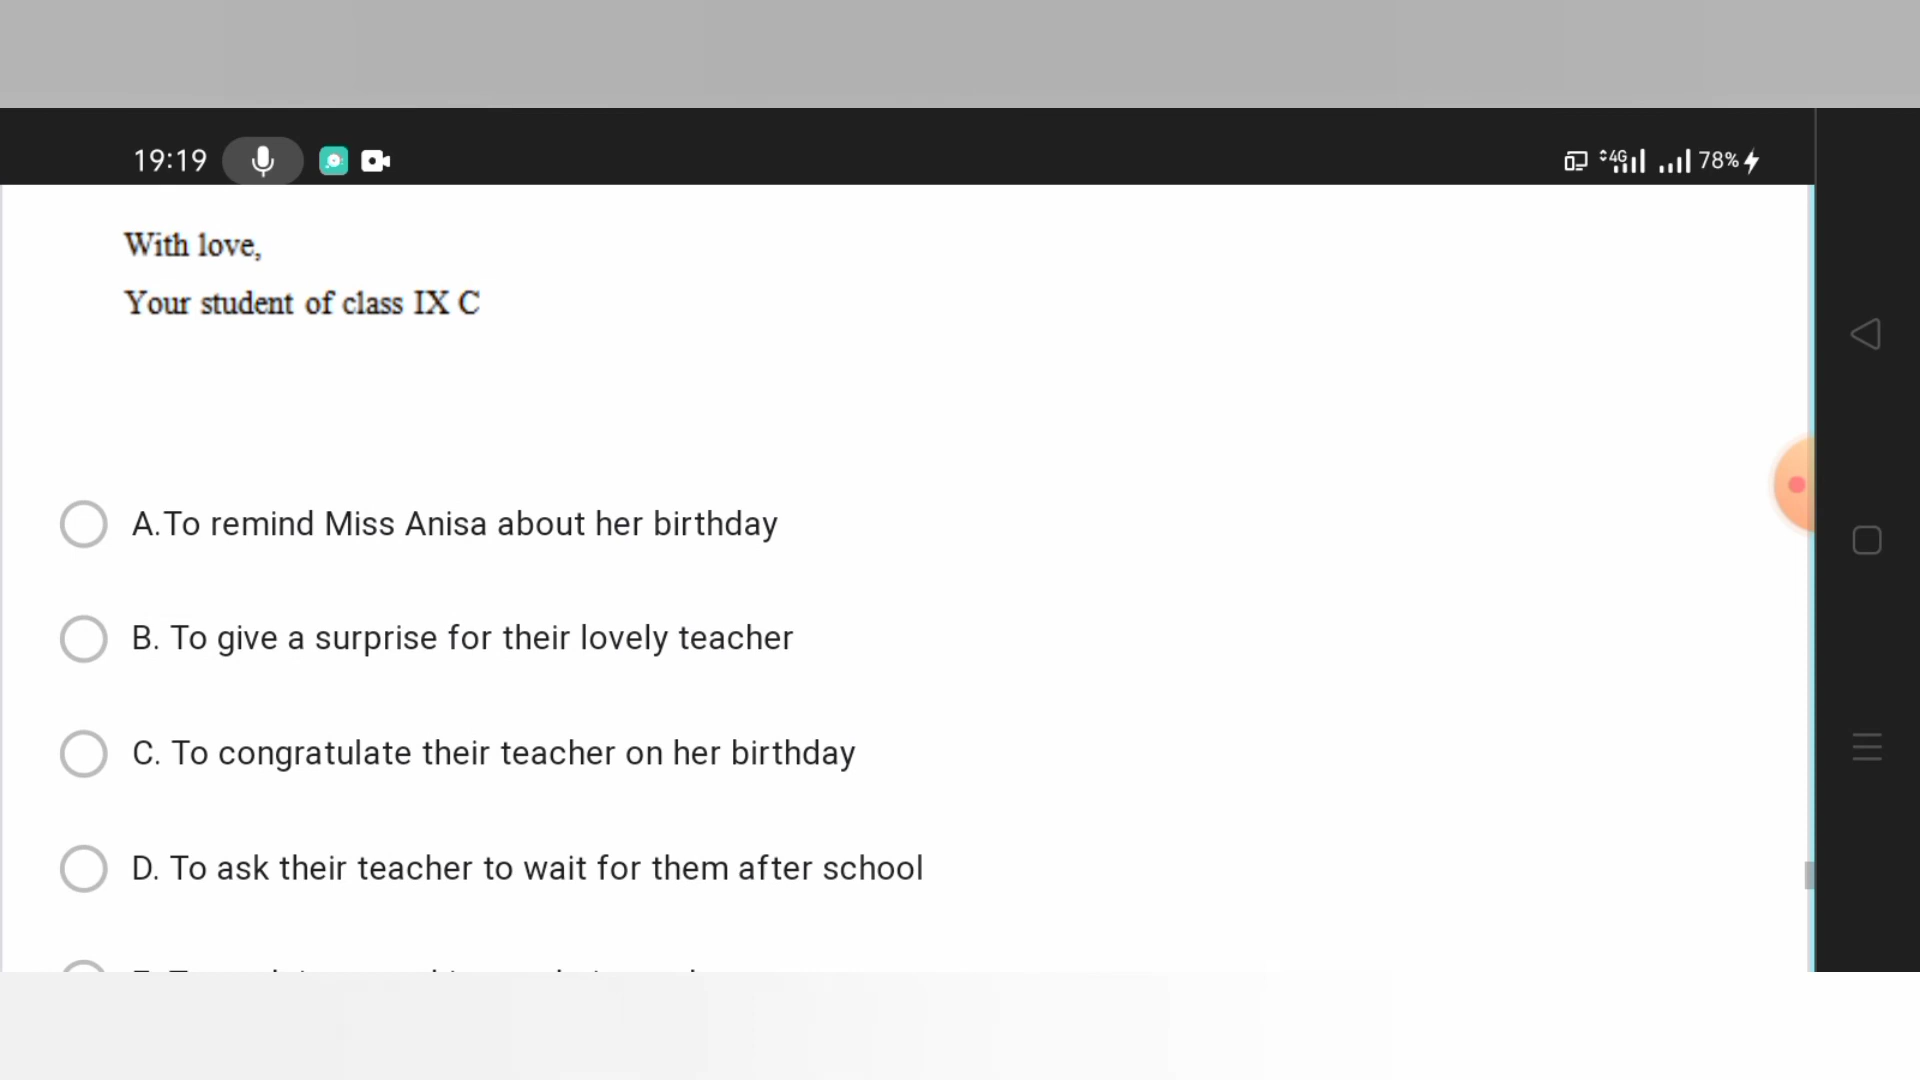 19:19
4G 78%
With love,
Your student of class IX C
A.To remind Miss Anisa about her birthday
B. To give a surprise for their lovely teacher
C. To congratulate their teacher on her birthday
D. To ask their teacher to wait for them after school